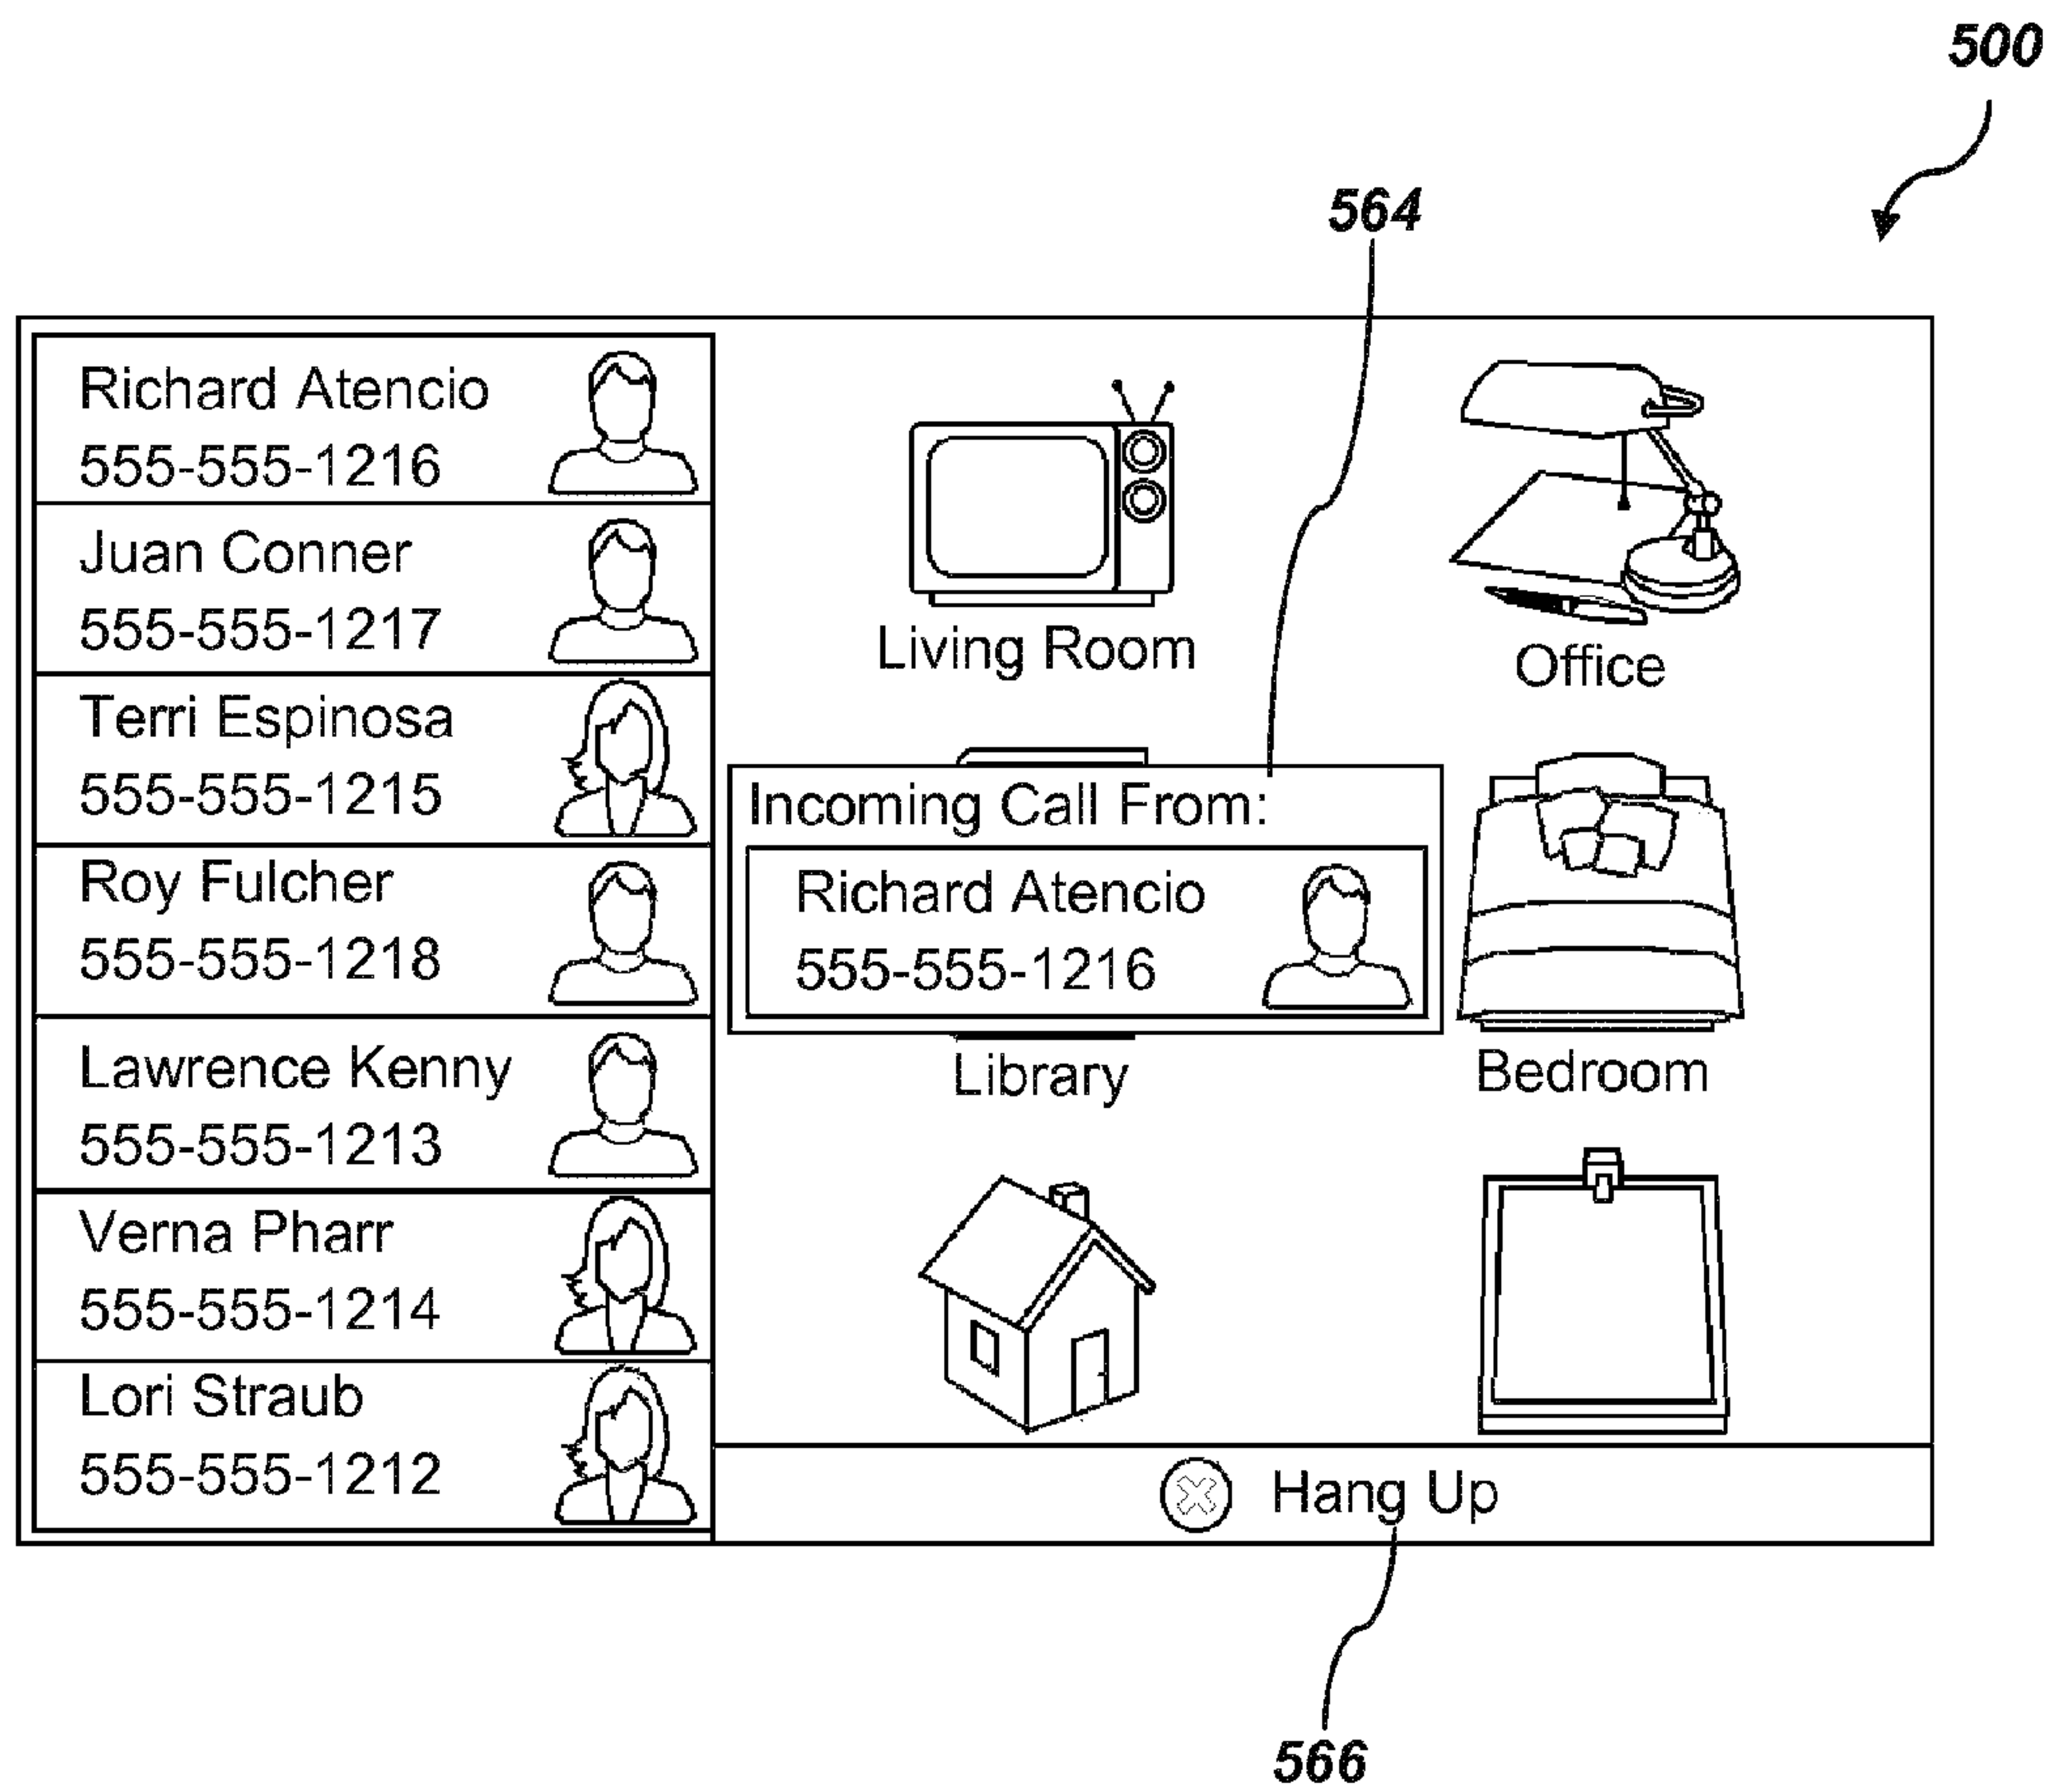 500
564
Richard Atencio
555-555-1216
Juan Conner
555-555-1217
Terri Espinosa
555-555-1215
Roy Fulcher
555-555-1218
Lawrence Kenny
555-555-1213
Verna Pharr
555-555-1214
Lori Straub
555-555-1212
Living Room
Office
Incoming Call From:
Richard Atencio
555-555-1216
Library
Bedroom
Hang Up
566